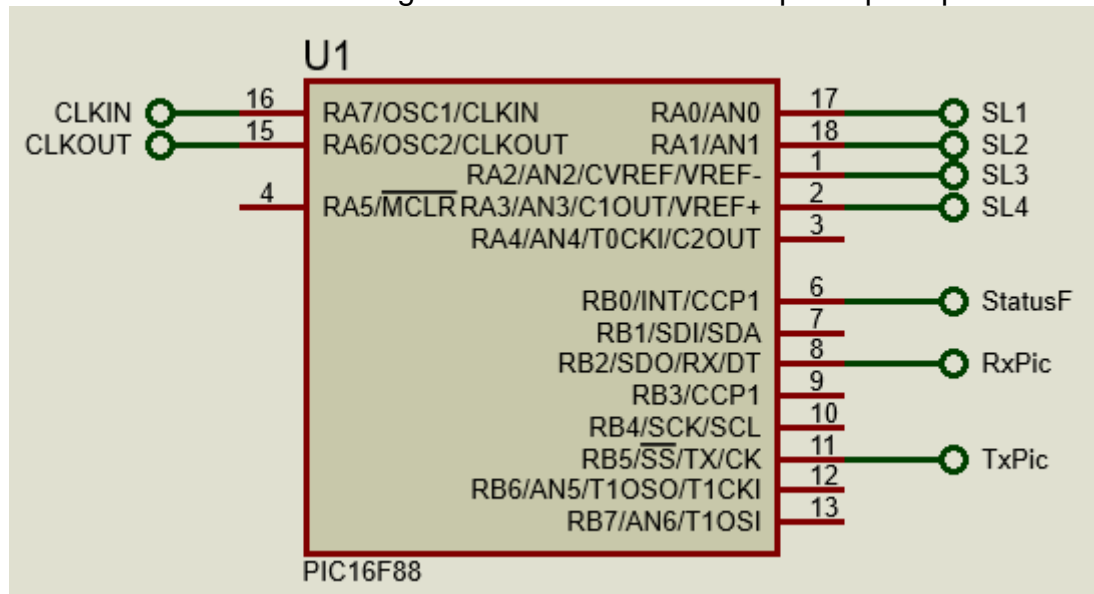 U1
CLKIN 16 RA7/OSC1/CLKIN RA0/AN0 17 SL1
CLKOUT 15 RA6/OSC2/CLKOUT RA1/AN1 18 SL2
RA2/AN2/CVREF/VREF- 1 SL3
4 RA5/MCLR RA3/AN3/C1OUT/VREF+ 2 SL4
RA4/AN4/T0CKI/C2OUT 3
RB0/INT/CCP1 6 StatusF
RB1/SDI/SDA 7
RB2/SDO/RX/DT 8 RxPic
RB3/CCP1 9
RB4/SCK/SCL 10
RB5/SS/TX/CK 11 TxPic
RB6/AN5/T1OSO/T1CKI 12
RB7/AN6/T1OSI 13
PIC16F88